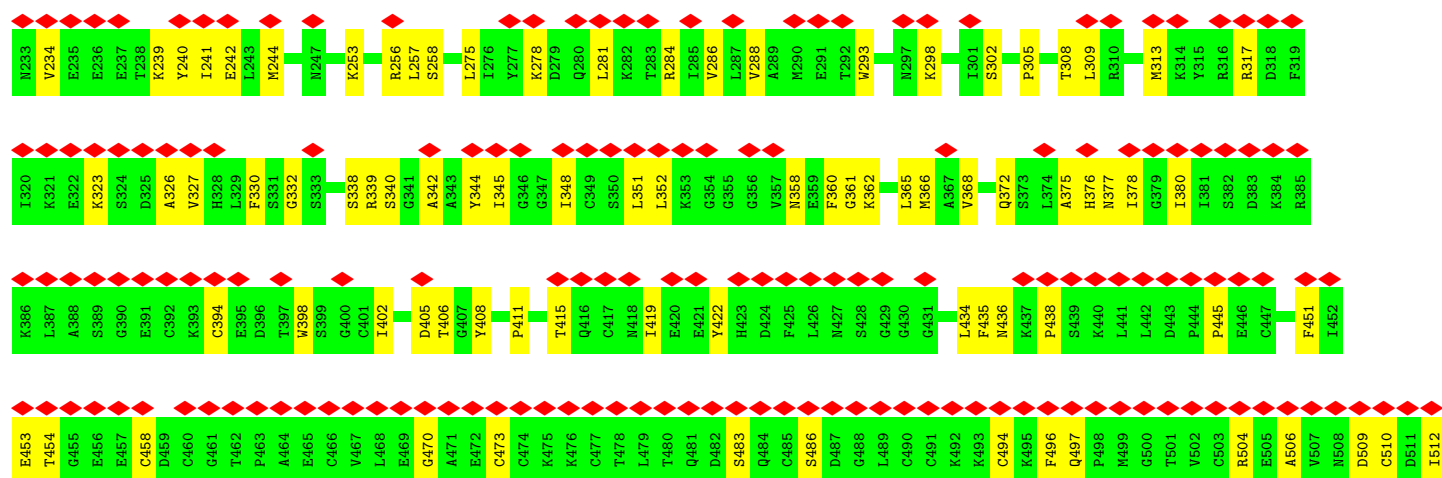 N233 V234 E235 E236 E237 T238 K239 Y240 I241 E242 L243 M244 N247 K253 R256 L257 S258 L275 I276 Y277 K278 D279 Q280 L281 K282 T283 R284 I285 V286 L287 V288 A289 M290 E291 T292 W293 N297 K298 I301 S302 P305 T308 L309 R310 M313 K314 Y315 R316 R317 D318 F319
I320 K321 E322 K323 S324 D325 A326 V327 H328 L329 F330 S331 G332 S333 S338 R339 S340 G341 A342 A343 Y344 I345 G346 G347 I348 C349 S350 L351 L352 K353 G354 G355 G356 V357 N358 E359 F360 G361 K362 L365 M366 A367 V368 Q372 S373 L374 A375 H376 N377 I378 G379 I380 I381 S382 D383 K384 R385
K386 L387 A388 S389 G390 E391 C392 K393 C394 E395 D396 T397 W398 S399 G400 C401 I402 D405 T406 G407 Y408 P411 T415 Q416 C417 N418 I419 E420 E421 Y422 H423 D424 F425 L426 N427 S428 G429 G430 G431 L434 F435 N436 K437 P438 S439 K440 L441 L442 D443 P444 P445 E446 C447 F451 I452
E453 T454 G455 E456 E457 C458 D459 C460 G461 T462 P463 A464 E465 C466 V467 L468 E469 G470 A471 E472 C473 C474 K475 K476 C477 T478 L479 T480 Q481 D482 S483 Q484 C485 S486 D487 G488 L489 C490 C491 K492 K493 C494 K495 F496 Q497 P498 M499 G500 T501 V502 C503 R504 E505 A506 V507 N508 D509 C510 D511 I512